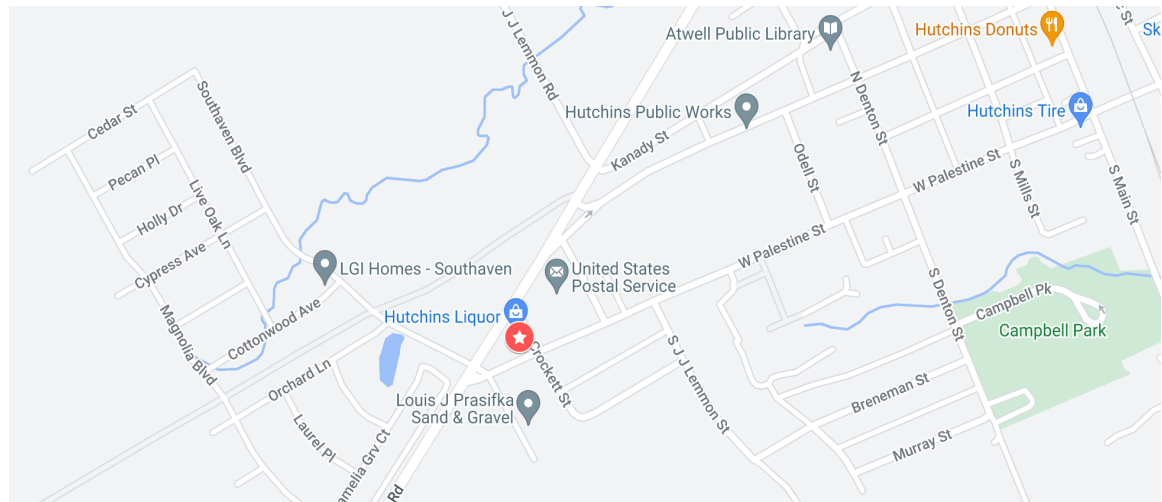 J J Lemmon Rd
Atwell Public Library
Hutchins Donuts
St
Sk
Cedar St
Southaven Blvd
Hutchins Public Works
N Denton St
Hutchins Tire
Pecan Pl
Kanady St
Odell St
W Palestine St
S Mills St
S Main St
Live Oak Ln
Holly Dr
Cypress Ave
W Palestine St
LGI Homes - Southaven
United States
Postal Service
S Denton St
Campbell Pk
Campbell Park
Magnolia Blvd
Cottonwood Ave
Hutchins Liquor
Crockett St
S J J Lemmon St
Orchard Ln
Louis J Prasifka
Sand & Gravel
Breneman St
Laurel Pl
amelia Grv Ct
Murray St
Rd